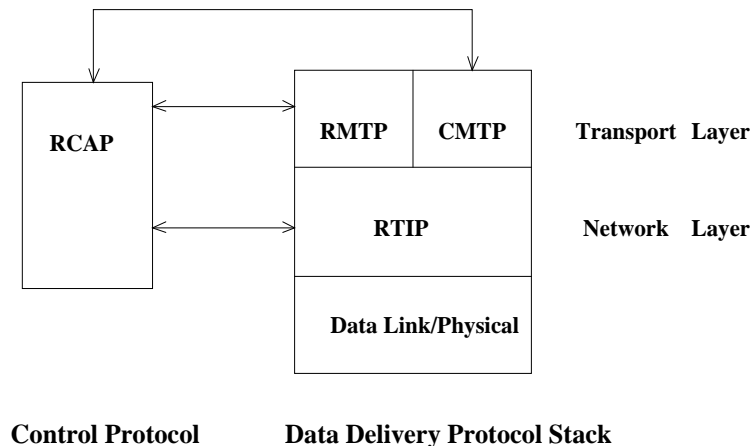 RMTP CMTP Transport Layer
RCAP
RTIP Network Layer
Data Link/Physical
Control Protocol Data Delivery Protocol Stack